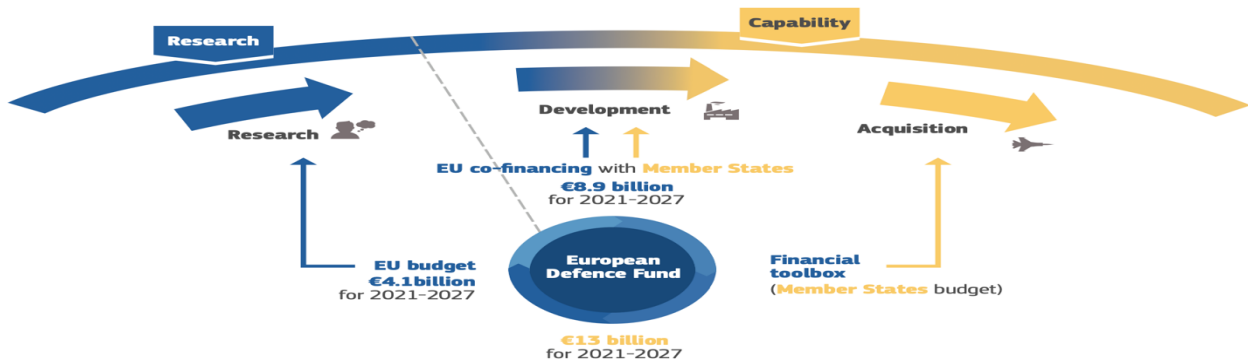 Research
Capability
Research
Development
Acquisition
EU co-financing with Member States
€8.9 billion
for 2021-2027
EU budget
€4.1billion
for 2021-2027
European
Defence Fund
€13 billion
for 2021-2027
Financial
toolbox
(Member States budget)